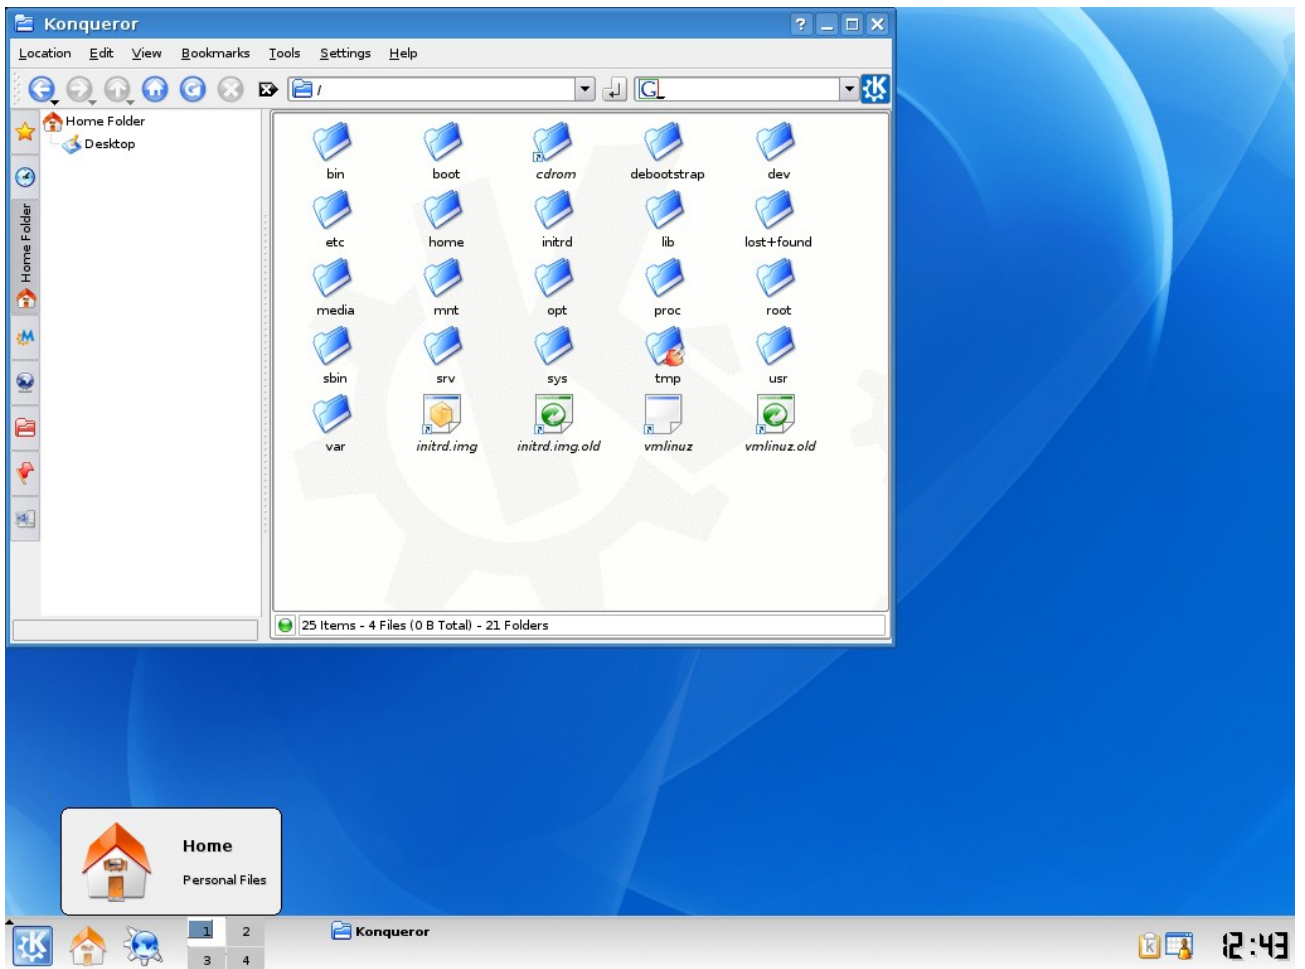 Konqueror
Location Edit View Bookmarks Tools Settings Help
/
Home Folder
Desktop
Home Folder
bin boot cdrom debootstrap dev
etc home initrd lib lost+found
media mnt opt proc root
sbin srv sys tmp usr
var initrd.img initrd.img.old vmlinuz vmlinuz.old
25 Items - 4 Files (0 B Total) - 21 Folders
Home
Personal Files
1 2
Konqueror
3 4
12:43